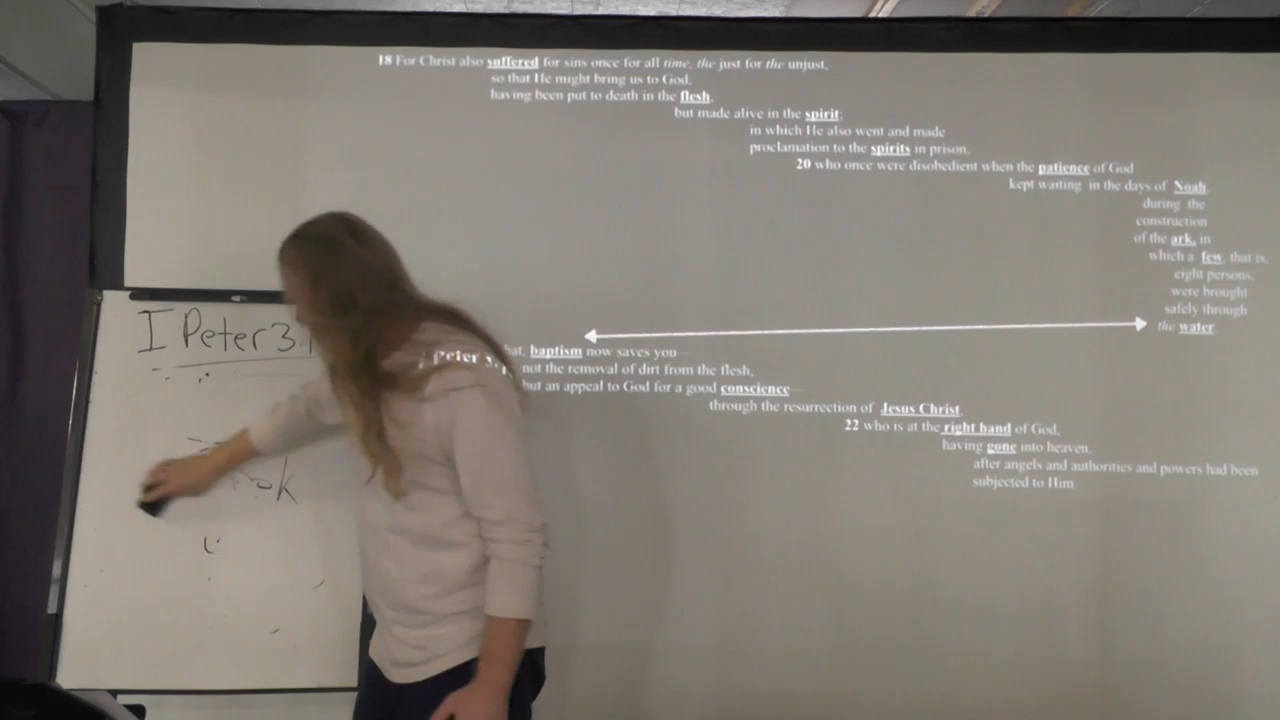 18 For Christ also suffered for sins once for all time, the just for the unjust,
so that He might bring us to God,
having been put to death in the flesh,
but made alive in the spirit;
in which He also went and made
proclamation to the spirits in prison,
20 who once were disobedient when the patience of God
kept waiting in the days of Noah,
during the
construction
of the ark, in
which a few, that is,
eight persons,
were brought
safely through
the water.
I Peter 3:1
Peter 3:
baptism now saves you—
not the removal of dirt from the flesh,
but an appeal to God for a good conscience—
through the resurrection of Jesus Christ,
22 who is at the right hand of God,
having gone into heaven,
after angels and authorities and powers had been
subjected to Him